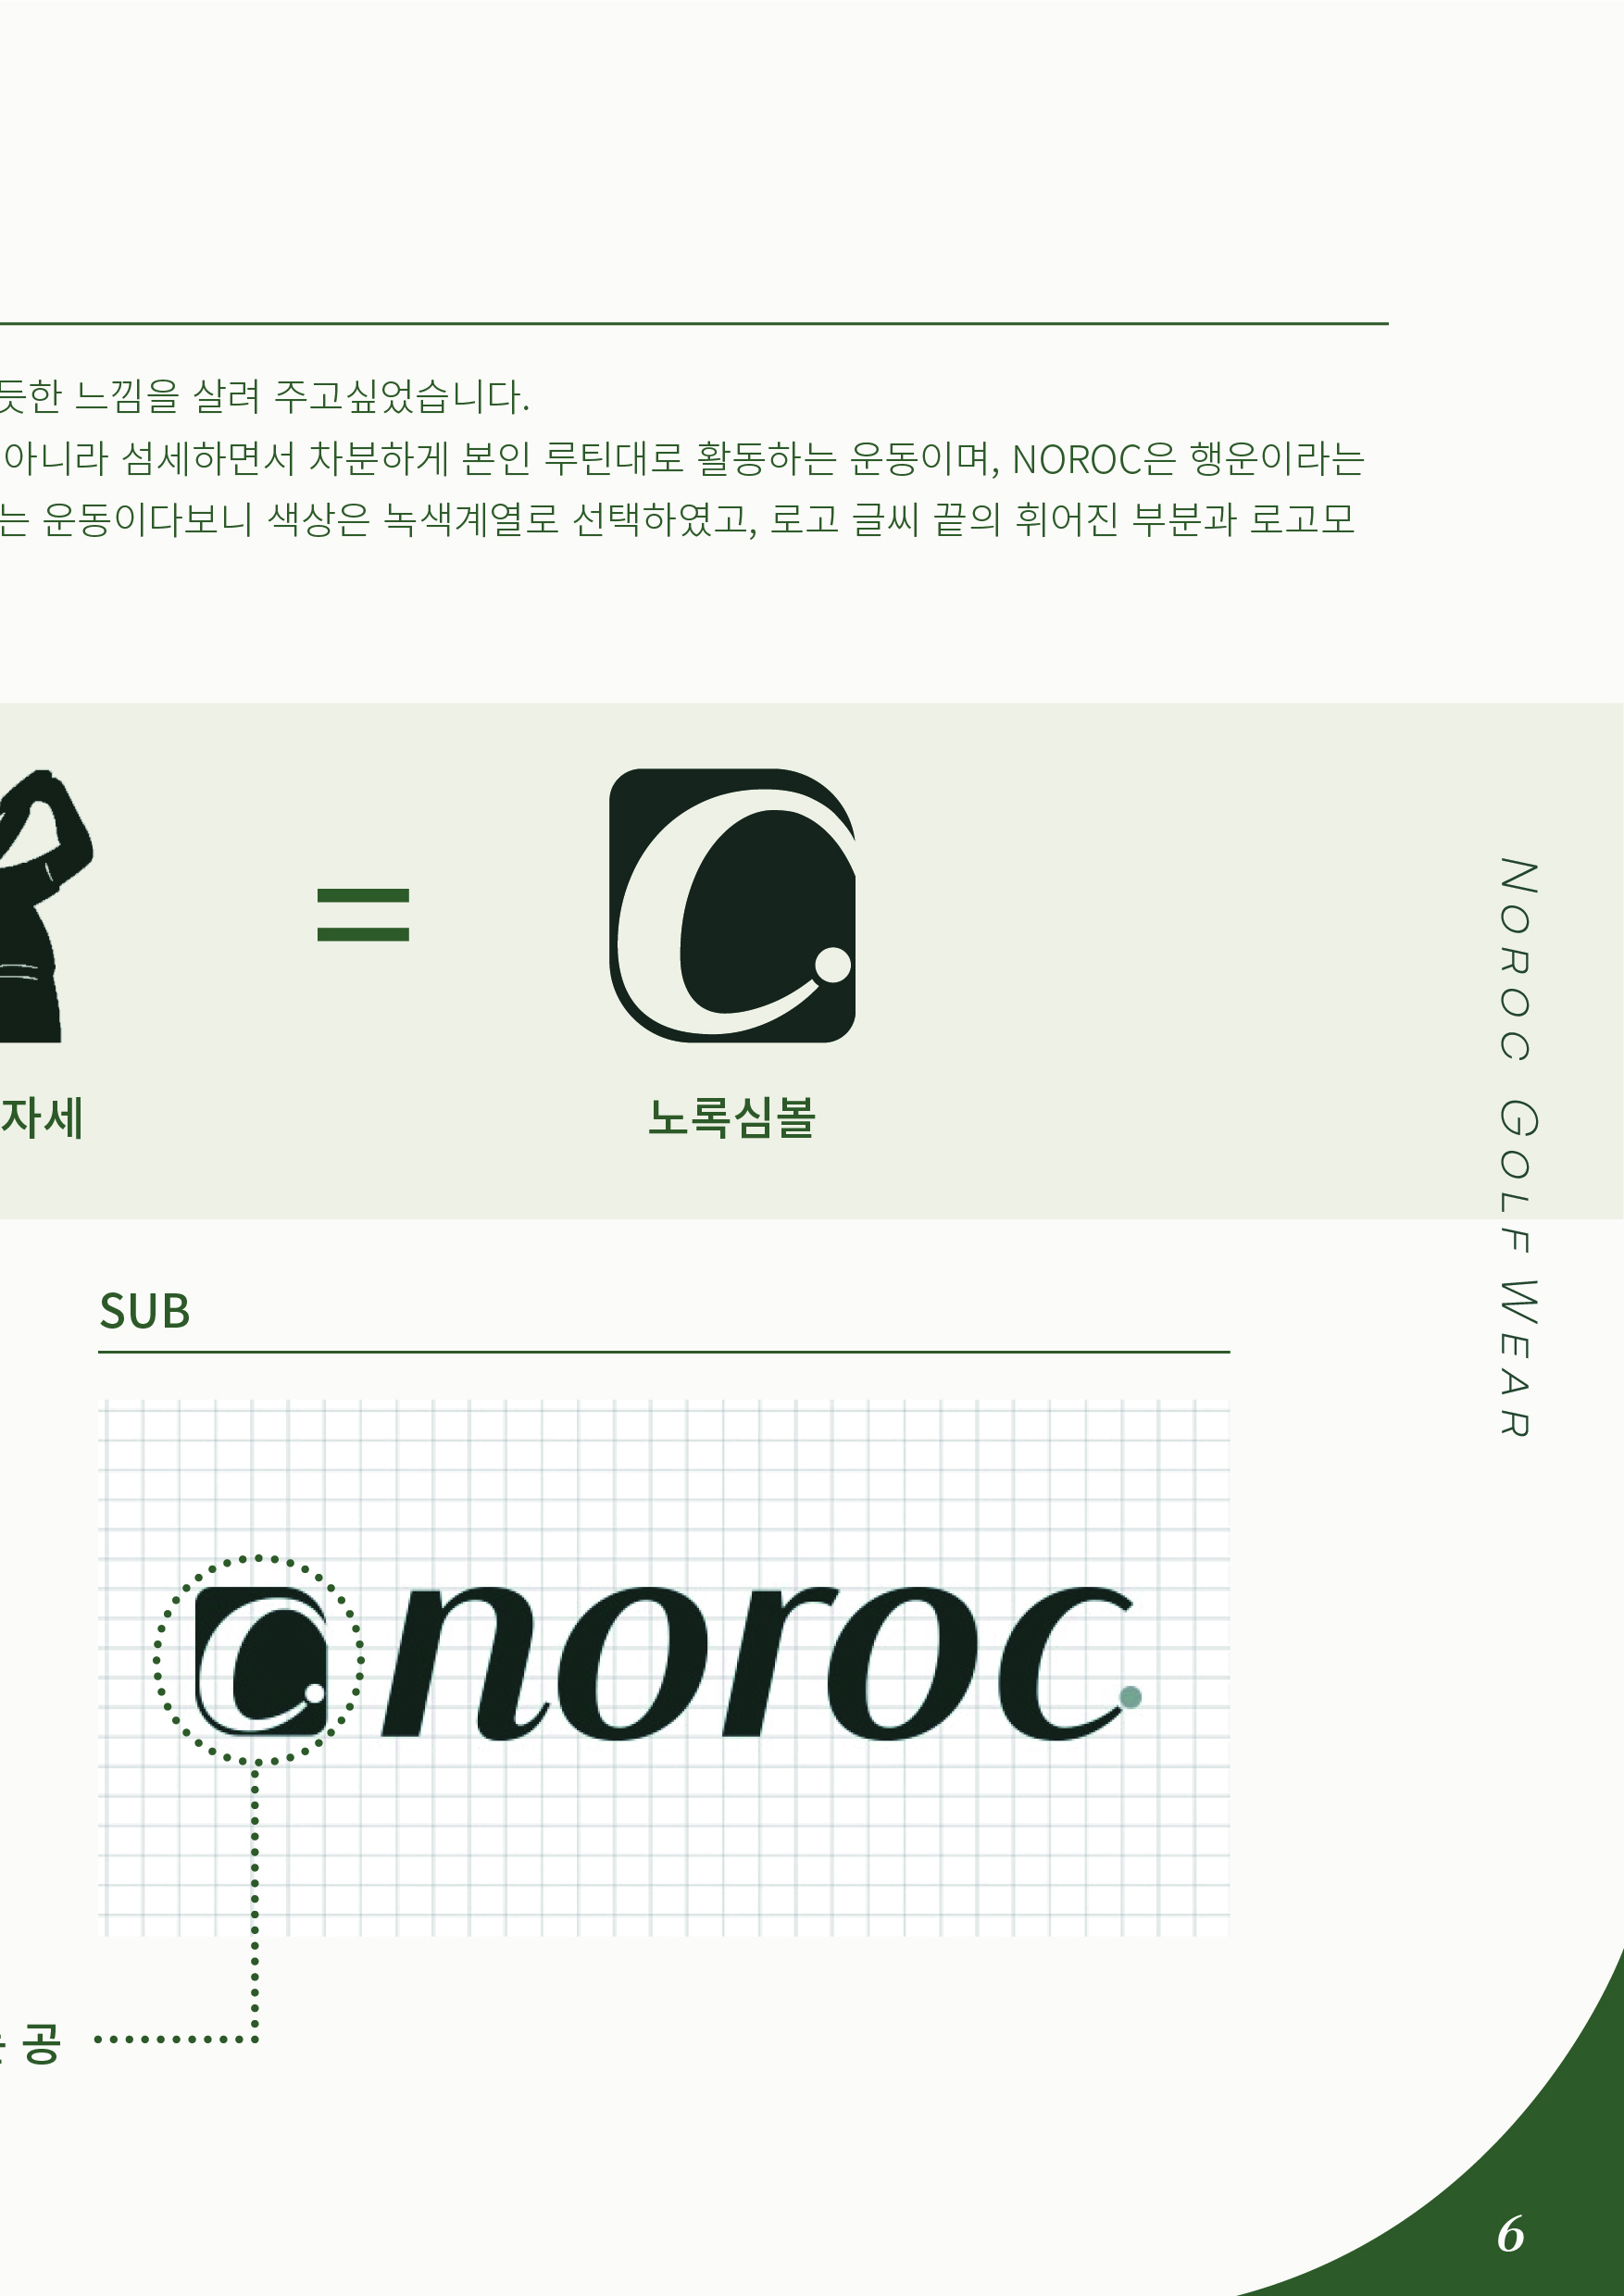 듯한 느낌을 살려 주고싶었습니다.
아니라 섬세하면서 차분하게 본인 루틴대로 활동하는 운동이며, NOROC은 행운이라는
는 운동이다보니 색상은 녹색계열로 선택하였고, 로고 글씨 끝의 휘어진 부분과 로고모
=
자세
노록심볼
NOROC GOLF WEAR
SUB
noroc.
공
6